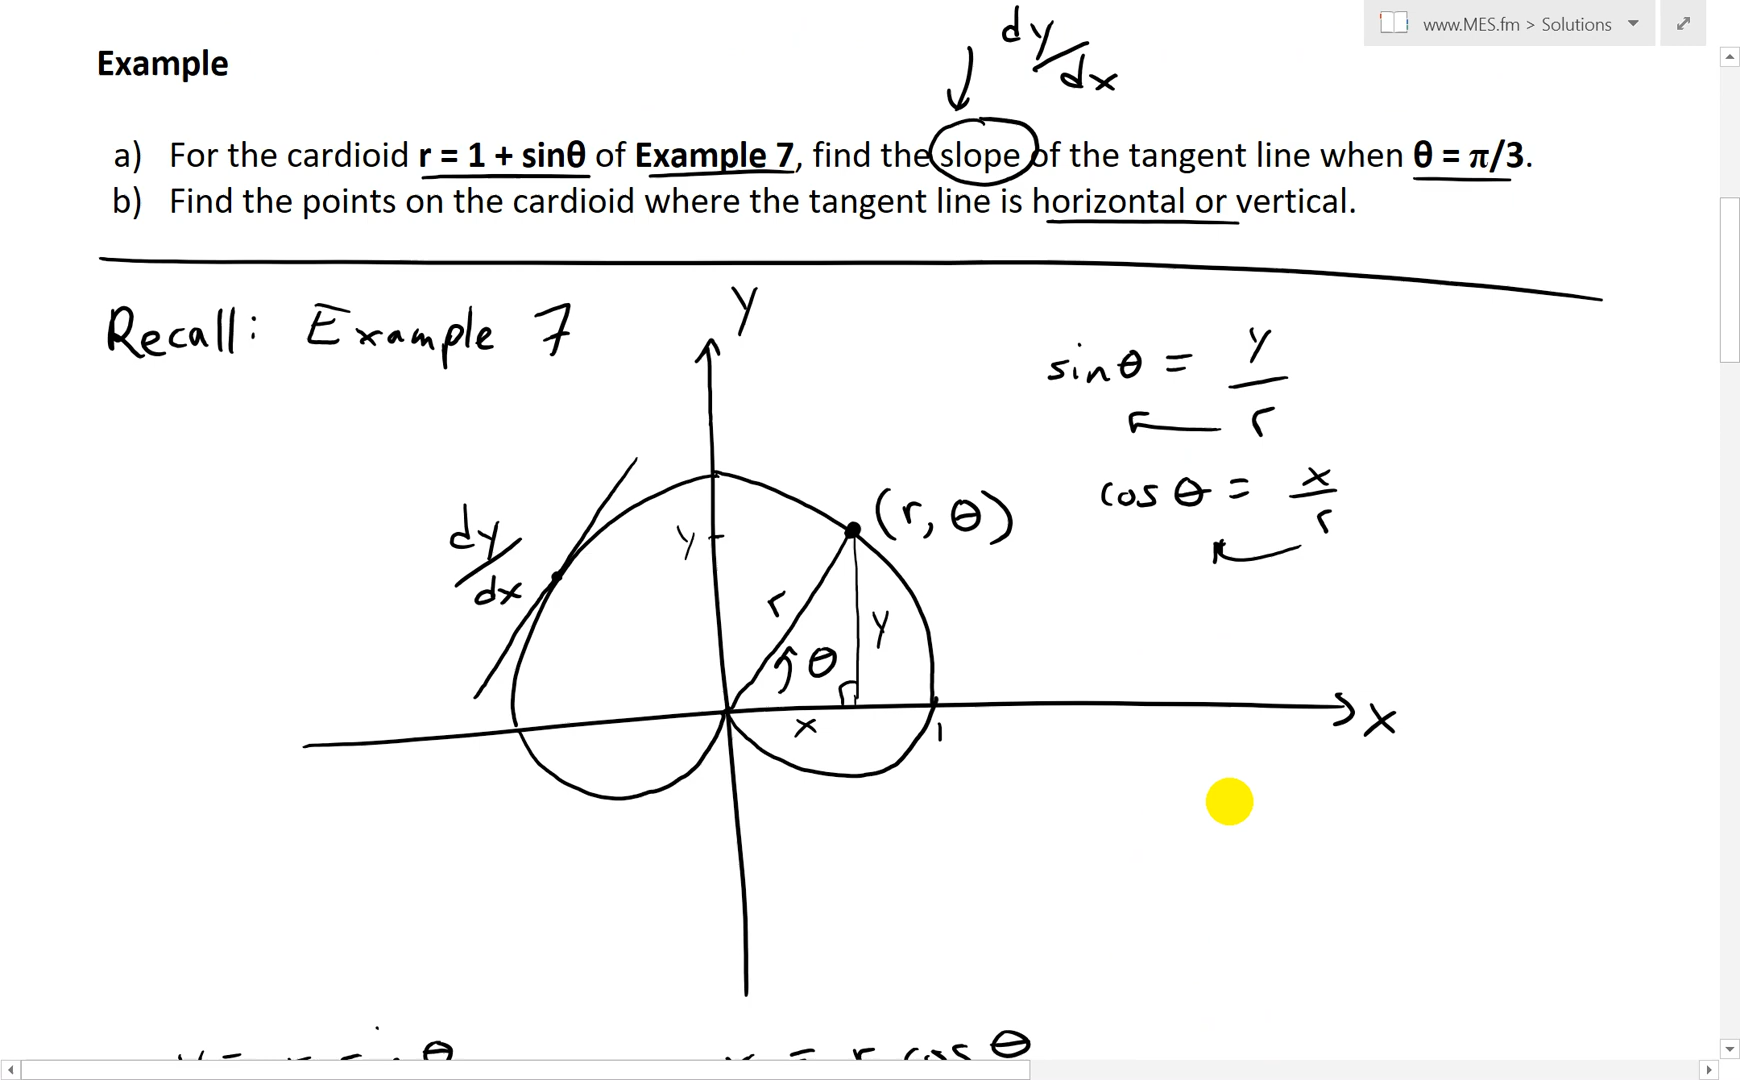 dy/dx
www.MES.fm > Solutions
Example
a) For the cardioid r = 1 + sinθ of Example 7, find the slope of the tangent line when θ = π/3.
b) Find the points on the cardioid where the tangent line is horizontal or vertical.
Recall: Example 7
y
sinθ = y/r
cosθ = x/r
(r, θ)
dy/dx
y
r
θ
y
x
1
x
x = r cos θ